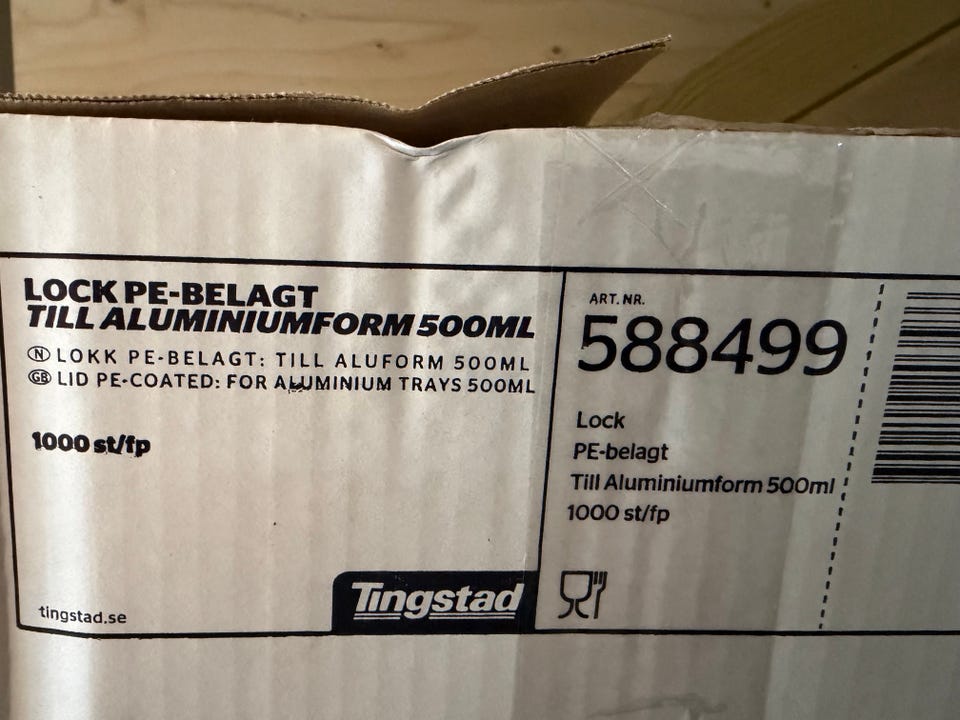 LOCK PE-BELAGT
TILL ALUMINIUMFORM 500ML
N LOKK PE-BELAGT: TILL ALUFORM 500ML
GB LID PE-COATED: FOR ALUMINIUM TRAYS 500ML
1000 st/fp
tingstad.se
Tingstad
ART. NR.
588499
Lock
PE-belagt
Till Aluminiumform 500ml
1000 st/fp